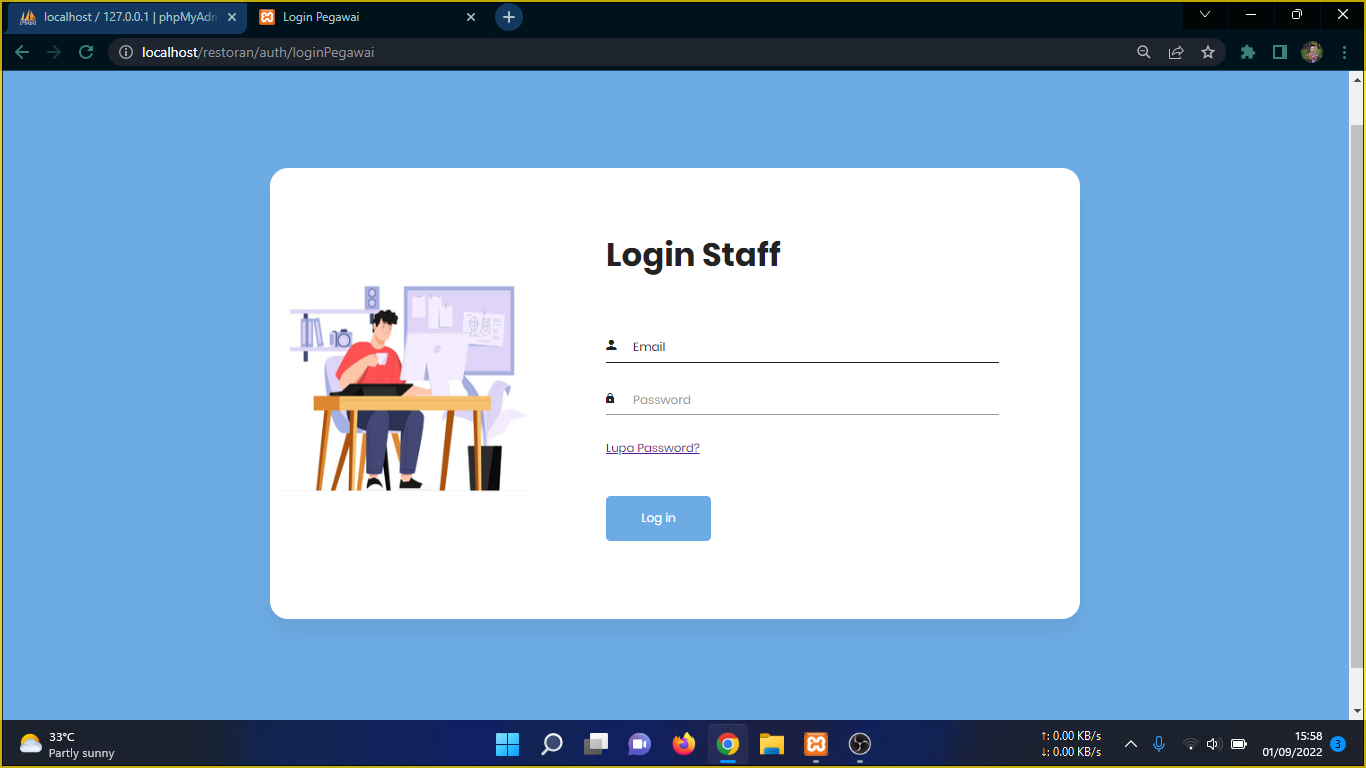 localhost / 127.0.0.1 | phpMyAdm
Login Pegawai
localhost/restoran/auth/loginPegawai
Login Staff
Email
Password
Lupa Password?
Log in
33°C
Partly sunny
↑: 0.00 KB/s
↓: 0.00 KB/s
15:58
01/09/2022
3